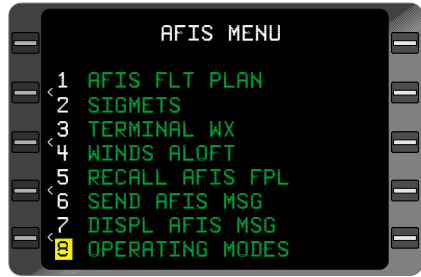 AFIS MENU
1 AFIS FLT PLAN
2 SIGMETS
3 TERMINAL WX
4 WINDS ALOFT
5 RECALL AFIS FPL
6 SEND AFIS MSG
7 DISPL AFIS MSG
8 OPERATING MODES